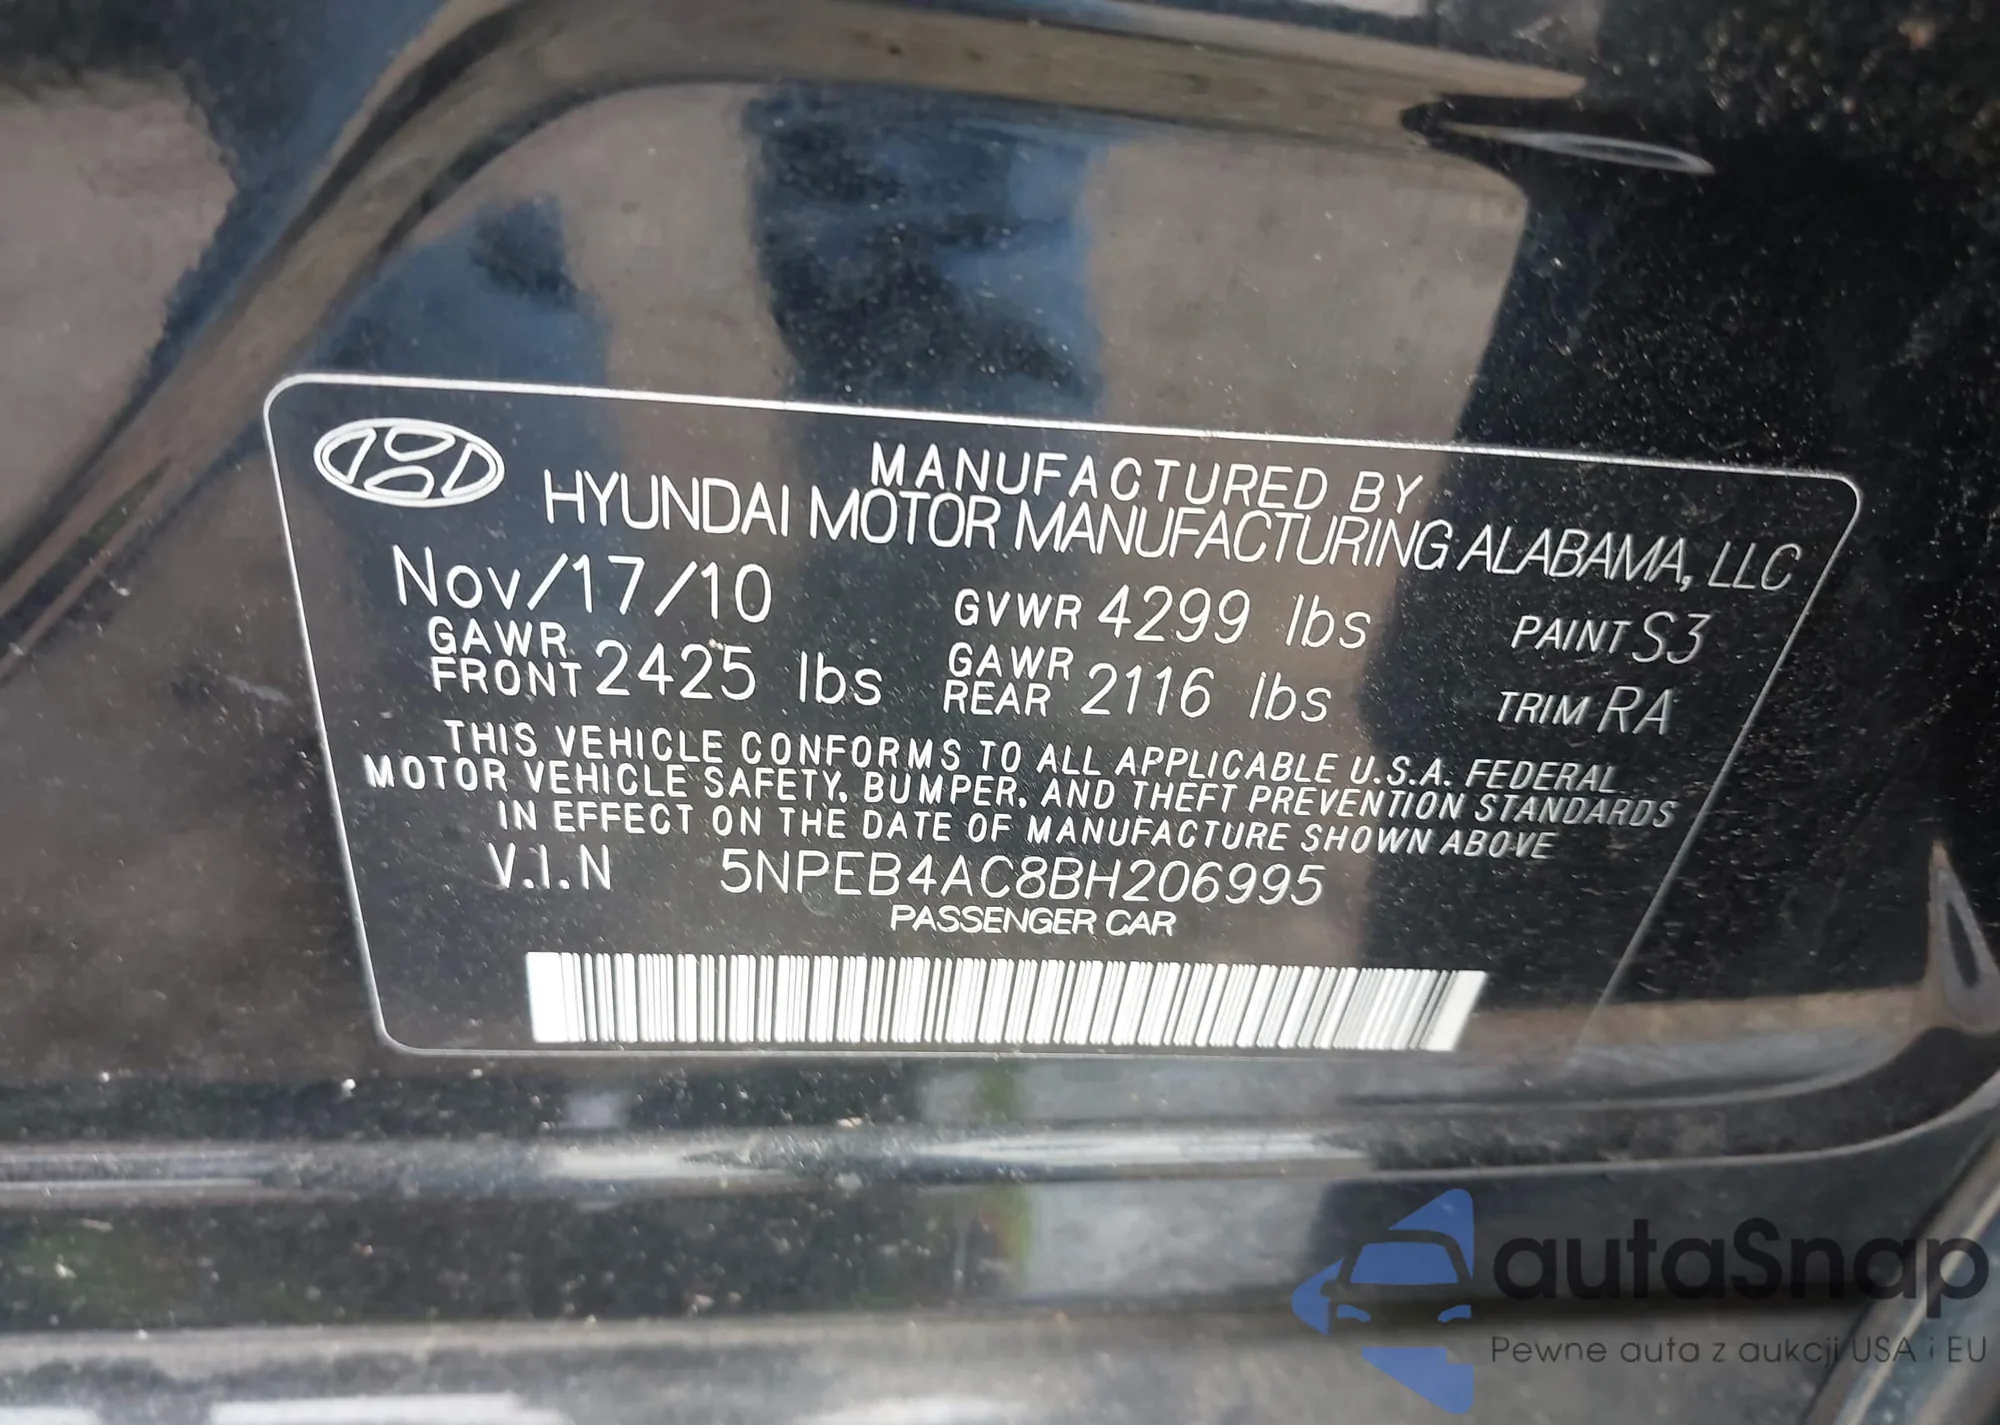 MANUFACTURED BY
HYUNDAI MOTOR MANUFACTURING ALABAMA, LLC
Nov/17/10 GVWR 4299 lbs PAINT S3
GAWR FRONT 2425 lbs GAWR REAR 2116 lbs TRIM RA
THIS VEHICLE CONFORMS TO ALL APPLICABLE U.S.A. FEDERAL
MOTOR VEHICLE SAFETY, BUMPER, AND THEFT PREVENTION STANDARDS
IN EFFECT ON THE DATE OF MANUFACTURE SHOWN ABOVE
V.I.N 5NPEB4AC8BH206995
PASSENGER CAR
autaSnap
Pewne auta z aukcji USA i EU